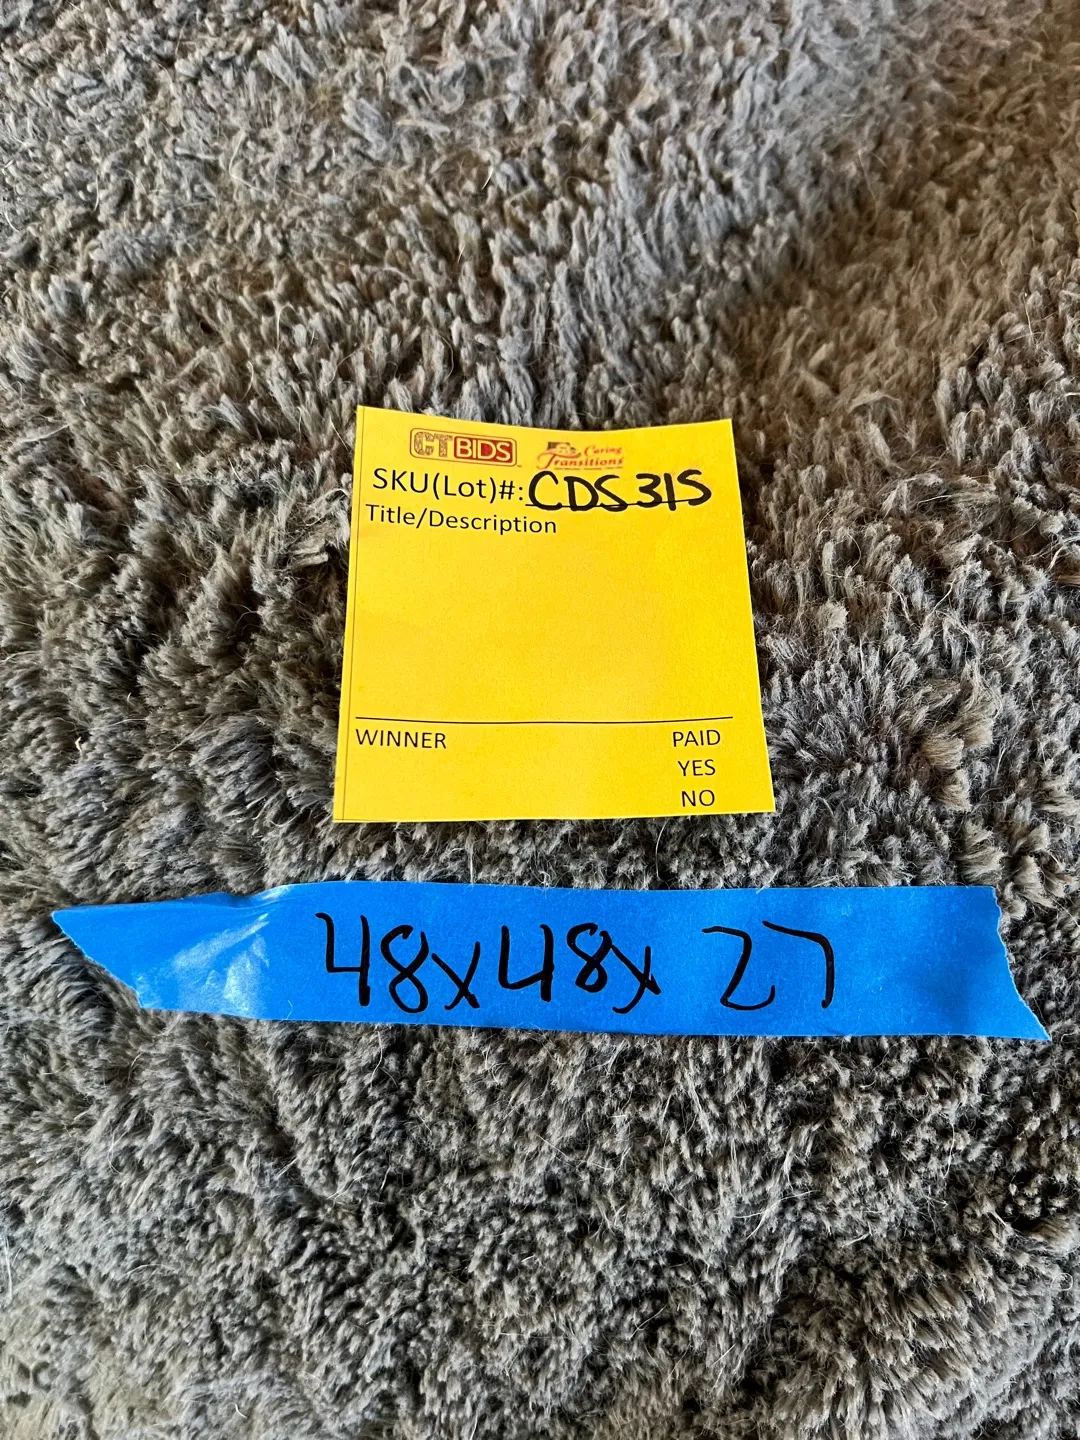 CTBIDS
Caring
Transitions
SKU(Lot)#: CDS315
Title/Description
WINNER
PAID
YES
NO
48x48x 27